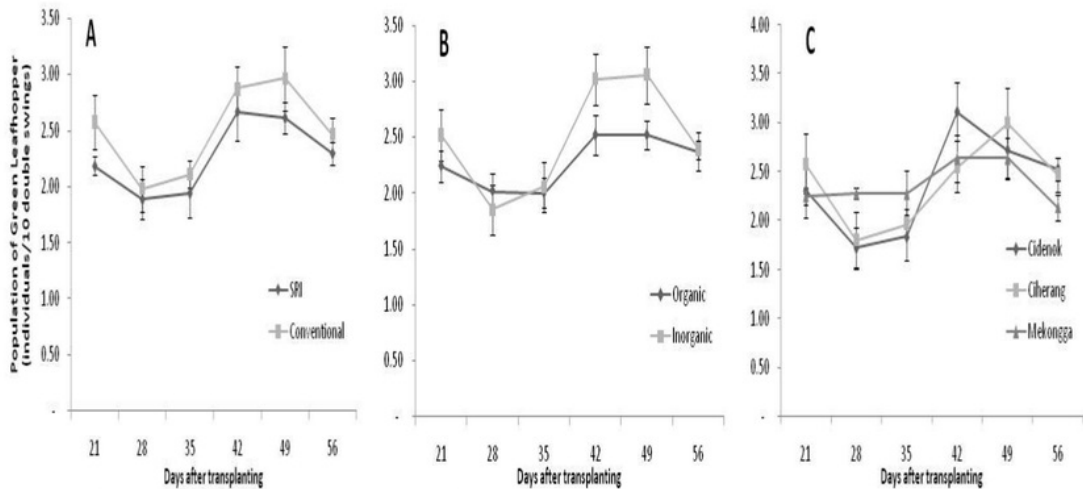 Population of Green Leafhopper
(individuals/10 double swings)
A
3.50
3.00
2.50
2.00
1.50
1.00
0.50
-
SRI
Conventional
21 28 35 42 49 56
Days after transplanting
B
3.50
3.00
2.50
2.00
1.50
1.00
0.50
-
Organic
Inorganic
21 28 35 42 49 56
Days after transplanting
C
4.00
3.50
3.00
2.50
2.00
1.50
1.00
0.50
-
Cidenok
Ciherang
Mekongga
21 28 35 42 49 56
Days after transplanting